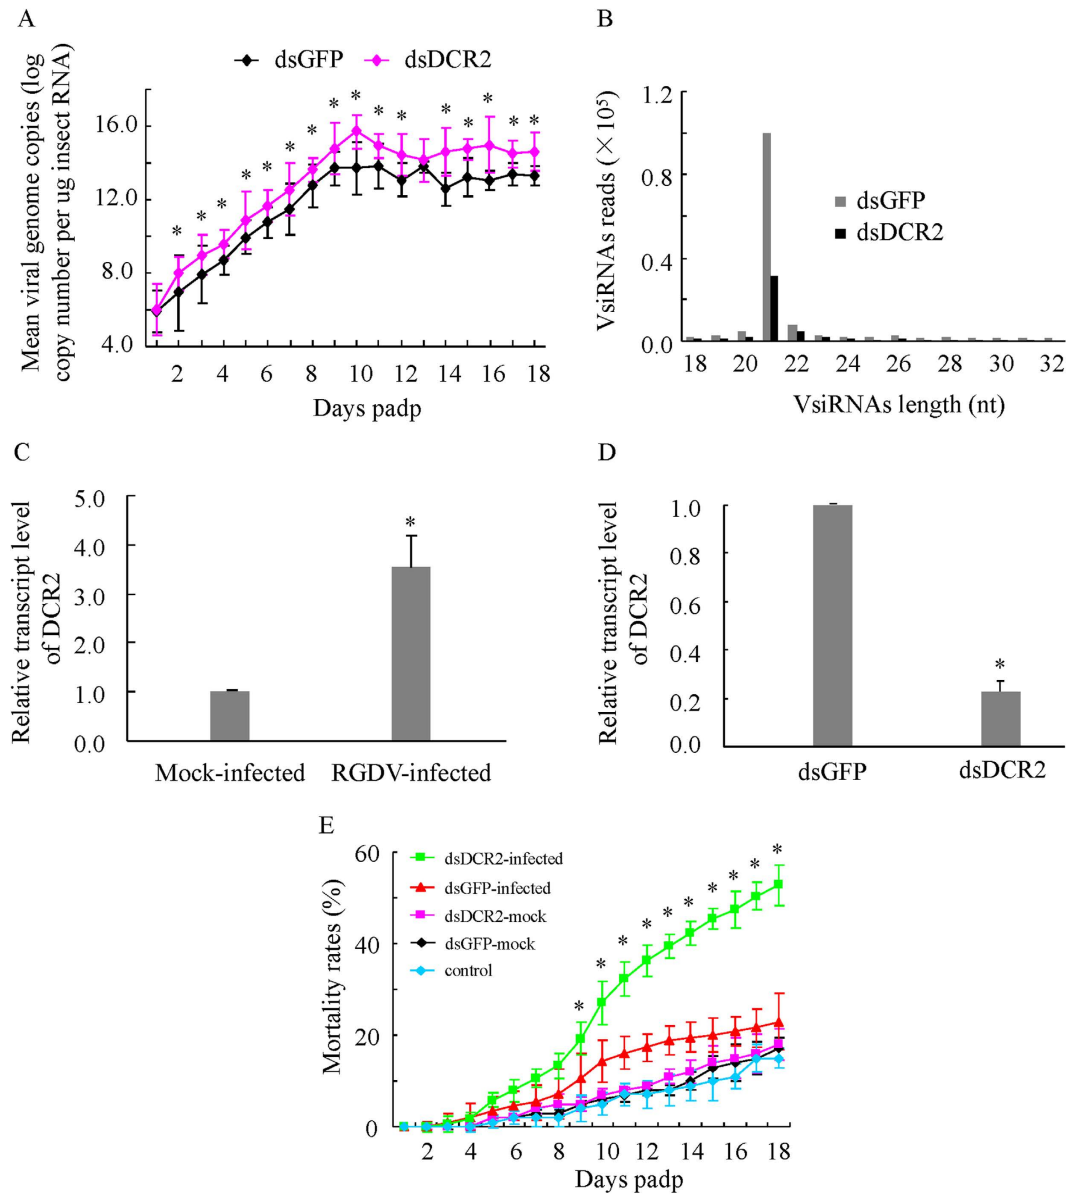 A
dsGFP
dsDCR2
Mean viral genome copies (log
copy number per ug insect RNA)
16.0
12.0
8.0
4.0
* * * * * * * * * * * * * * * *
2 4 6 8 10 12 14 16 18
Days padp
B
VsiRNAs reads (×10⁵)
1.2
0.8
0.4
0.0
dsGFP
dsDCR2
18 20 22 24 26 28 30 32
VsiRNAs length (nt)
C
Relative transcript level
of DCR2
5.0
4.0
3.0
2.0
1.0
0.0
*
Mock-infected RGDV-infected
D
Relative transcript level
of DCR2
1.0
0.8
0.6
0.4
0.2
0.0
*
dsGFP dsDCR2
E
Mortality rates (%)
60
40
20
0
dsDCR2-infected
dsGFP-infected
dsDCR2-mock
dsGFP-mock
control
* * * * * * * * * *
2 4 6 8 10 12 14 16 18
Days padp